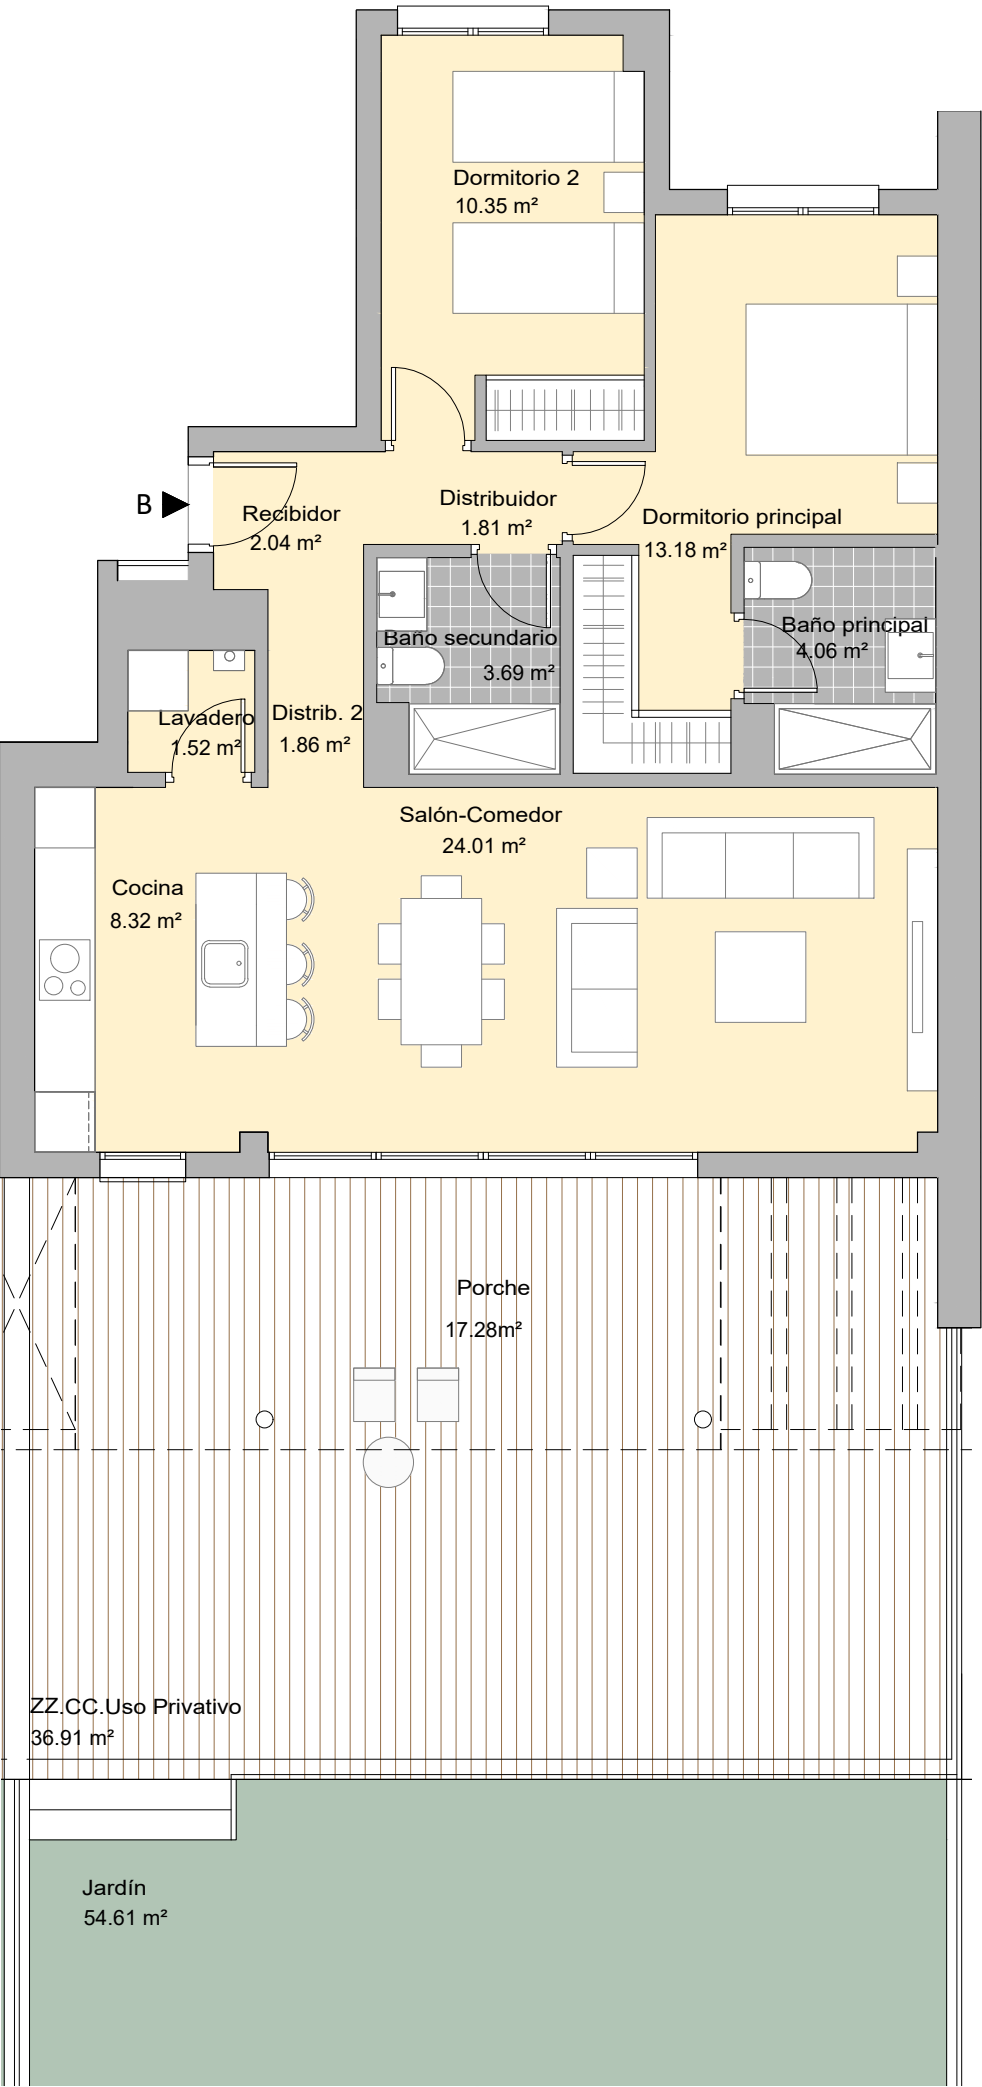 Dormitorio 2
10.35 m²
B
Recibidor
2.04 m²
Distribuidor
1.81 m²
Dormitorio principal
13.18 m²
Baño secundario
3.69 m²
Baño principal
4.06 m²
Lavadero
1.52 m²
Distrib. 2
1.86 m²
Salón-Comedor
24.01 m²
Cocina
8.32 m²
Porche
17.28m²
ZZ.CC.Uso Privativo
36.91 m²
Jardín
54.61 m²